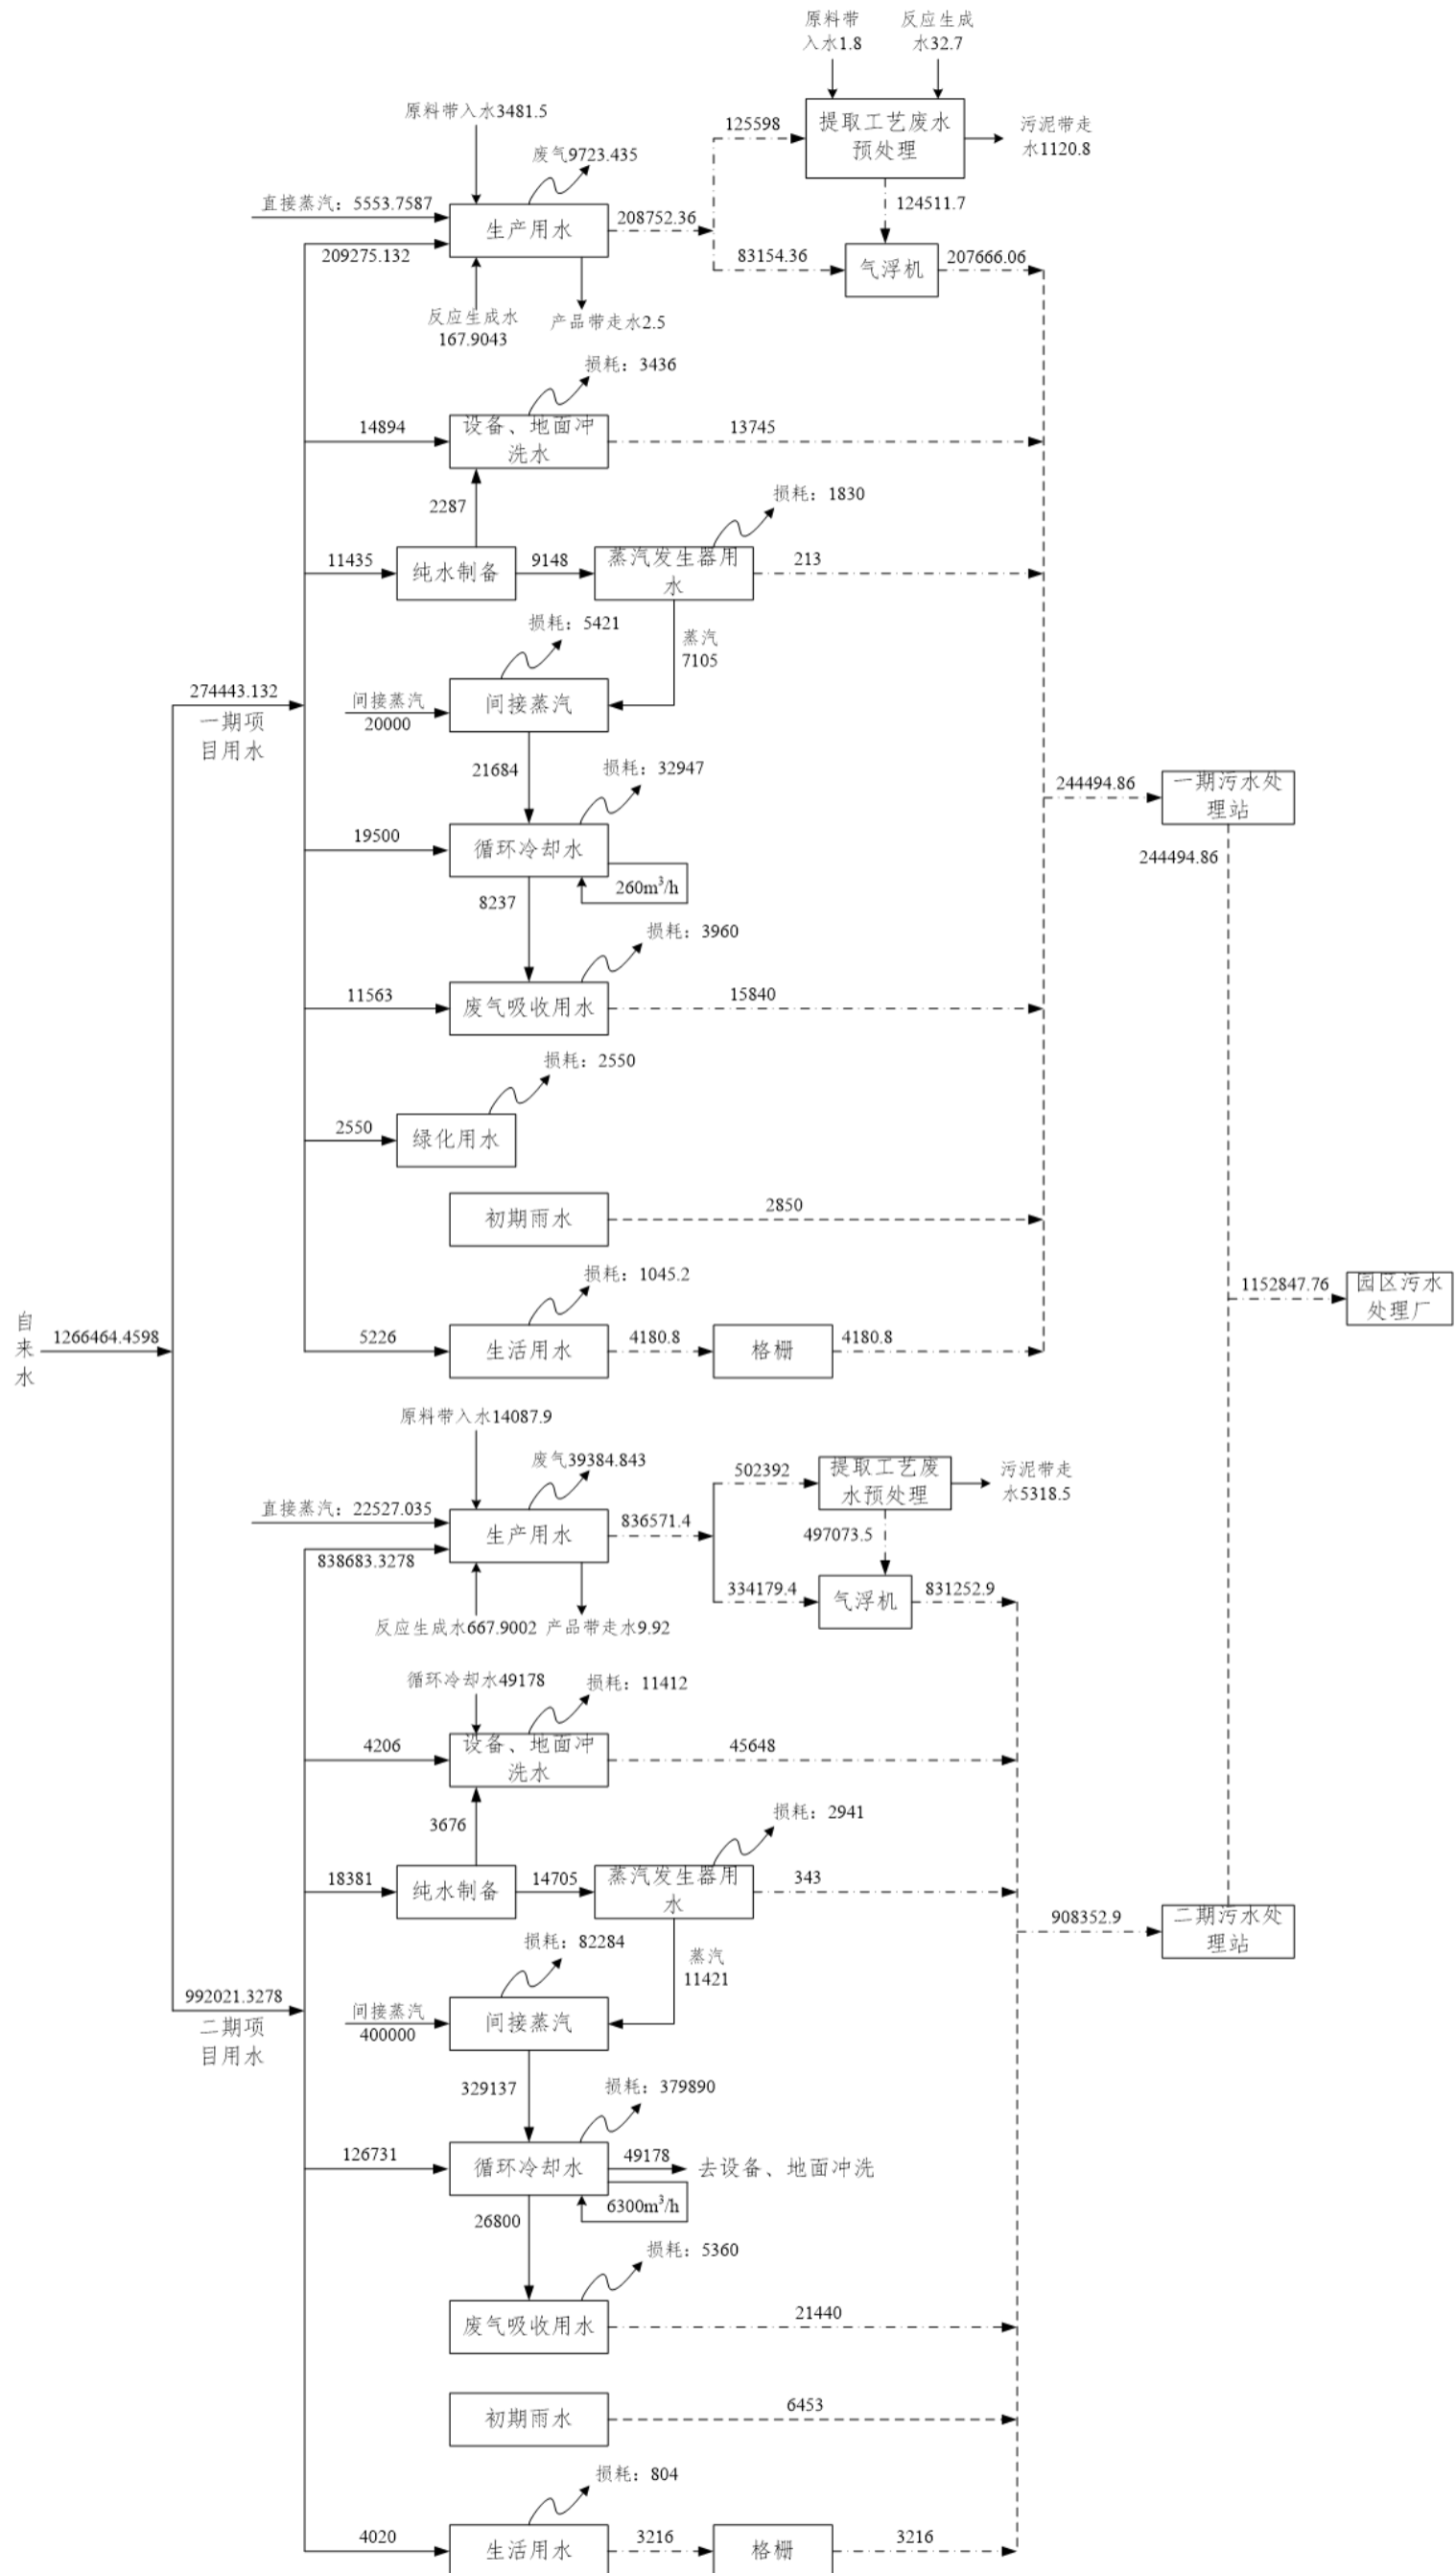 原料带
入水1.8
反应生成
水32.7
原料带入水3481.5
125598
提取工艺废水
预处理
污泥带走
水1120.8
废气9723.435
直接蒸汽：5553.7587
生产用水
208752.36
124511.7
209275.132
83154.36
气浮机
207666.06
反应生成水
167.9043
产品带走水2.5
损耗：3436
14894
设备、地面冲
洗水
13745
2287
损耗：1830
11435
纯水制备
9148
蒸汽发生器用
水
213
损耗：5421
蒸汽
7105
274443.132
一期项
目用水
间接蒸汽
20000
间接蒸汽
21684
损耗：32947
244494.86
一期污水处
理站
19500
循环冷却水
244494.86
260m³/h
8237
损耗：3960
11563
废气吸收用水
15840
损耗：2550
2550
绿化用水
初期雨水
2850
损耗：1045.2
1152847.76
园区污水
处理厂
自
来
水
1266464.4598
5226
生活用水
4180.8
格栅
4180.8
原料带入水14087.9
废气39384.843
502392
提取工艺废
水预处理
污泥带走
水5318.5
直接蒸汽：22527.035
生产用水
836571.4
497073.5
838683.3278
334179.4
气浮机
831252.9
反应生成水667.9002
产品带走水9.92
循环冷却水49178
损耗：11412
4206
设备、地面冲
洗水
45648
3676
损耗：2941
18381
纯水制备
14705
蒸汽发生器用
水
343
908352.9
二期污水处
理站
损耗：82284
蒸汽
11421
992021.3278
二期项
目用水
间接蒸汽
400000
间接蒸汽
329137
损耗：379890
126731
循环冷却水
49178
去设备、地面冲洗
6300m³/h
26800
损耗：5360
废气吸收用水
21440
初期雨水
6453
损耗：804
4020
生活用水
3216
格栅
3216